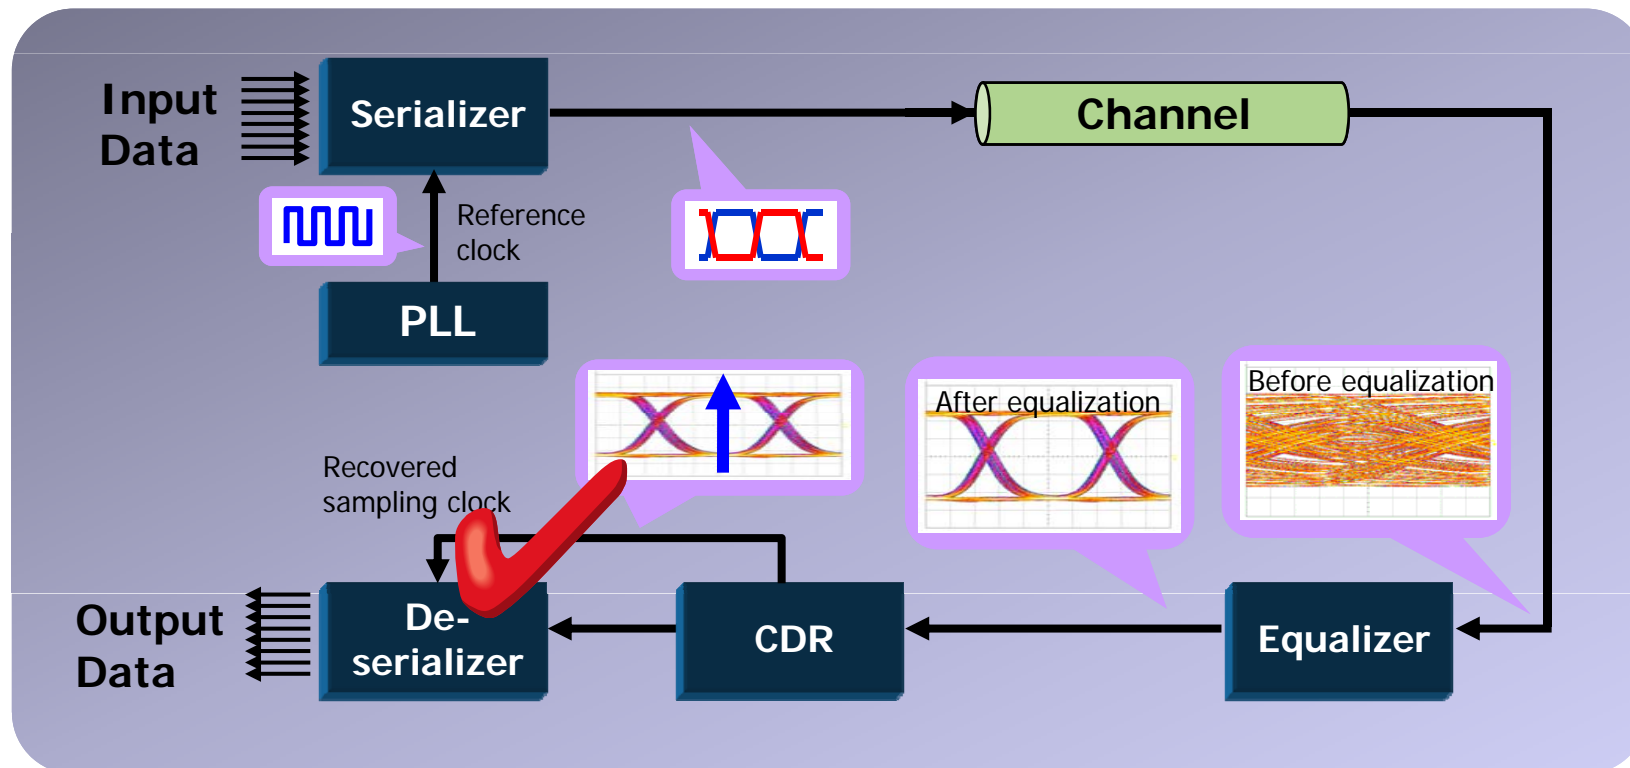 Input
Data
Serializer
Channel
Reference
clock
PLL
After equalization
Before equalization
Recovered
sampling clock
Output
Data
De-
serializer
CDR
Equalizer